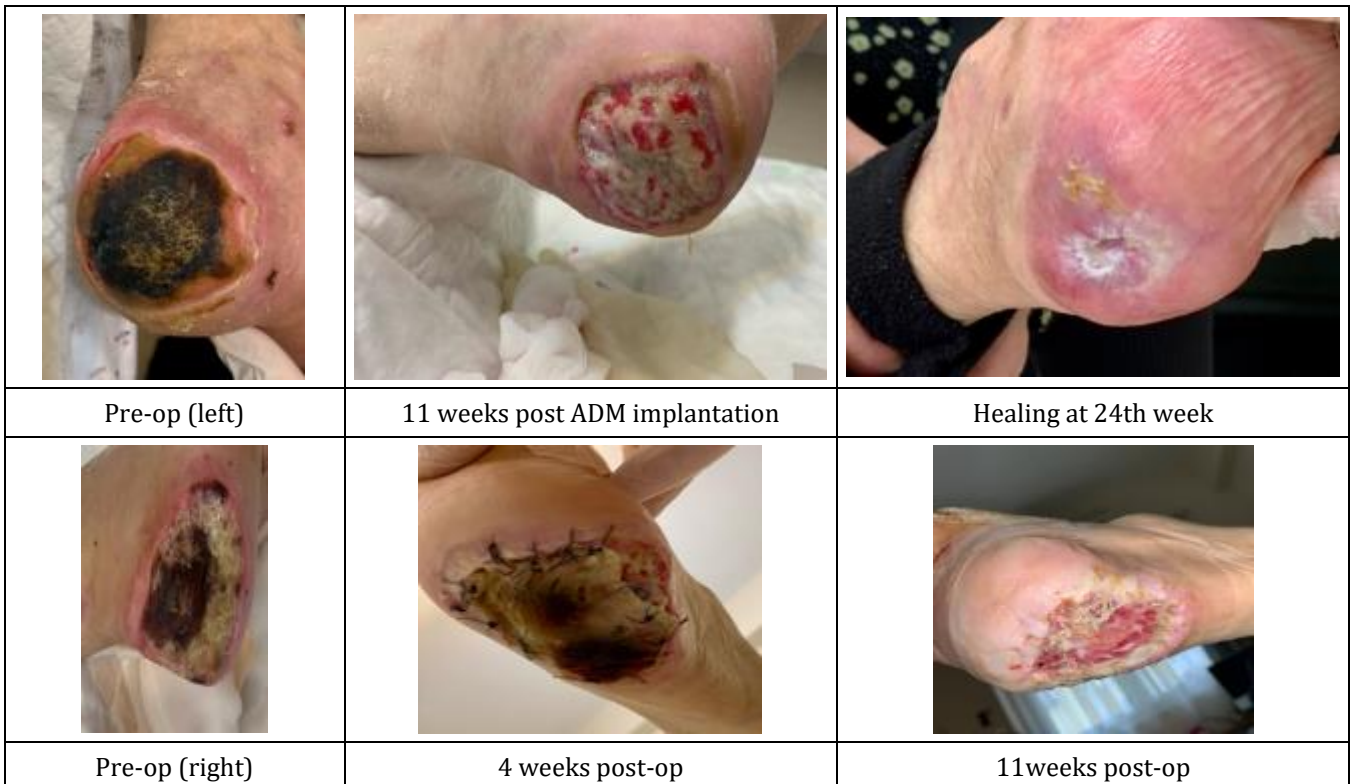 Pre-op (left)
11 weeks post ADM implantation
Healing at 24th week
Pre-op (right)
4 weeks post-op
11weeks post-op